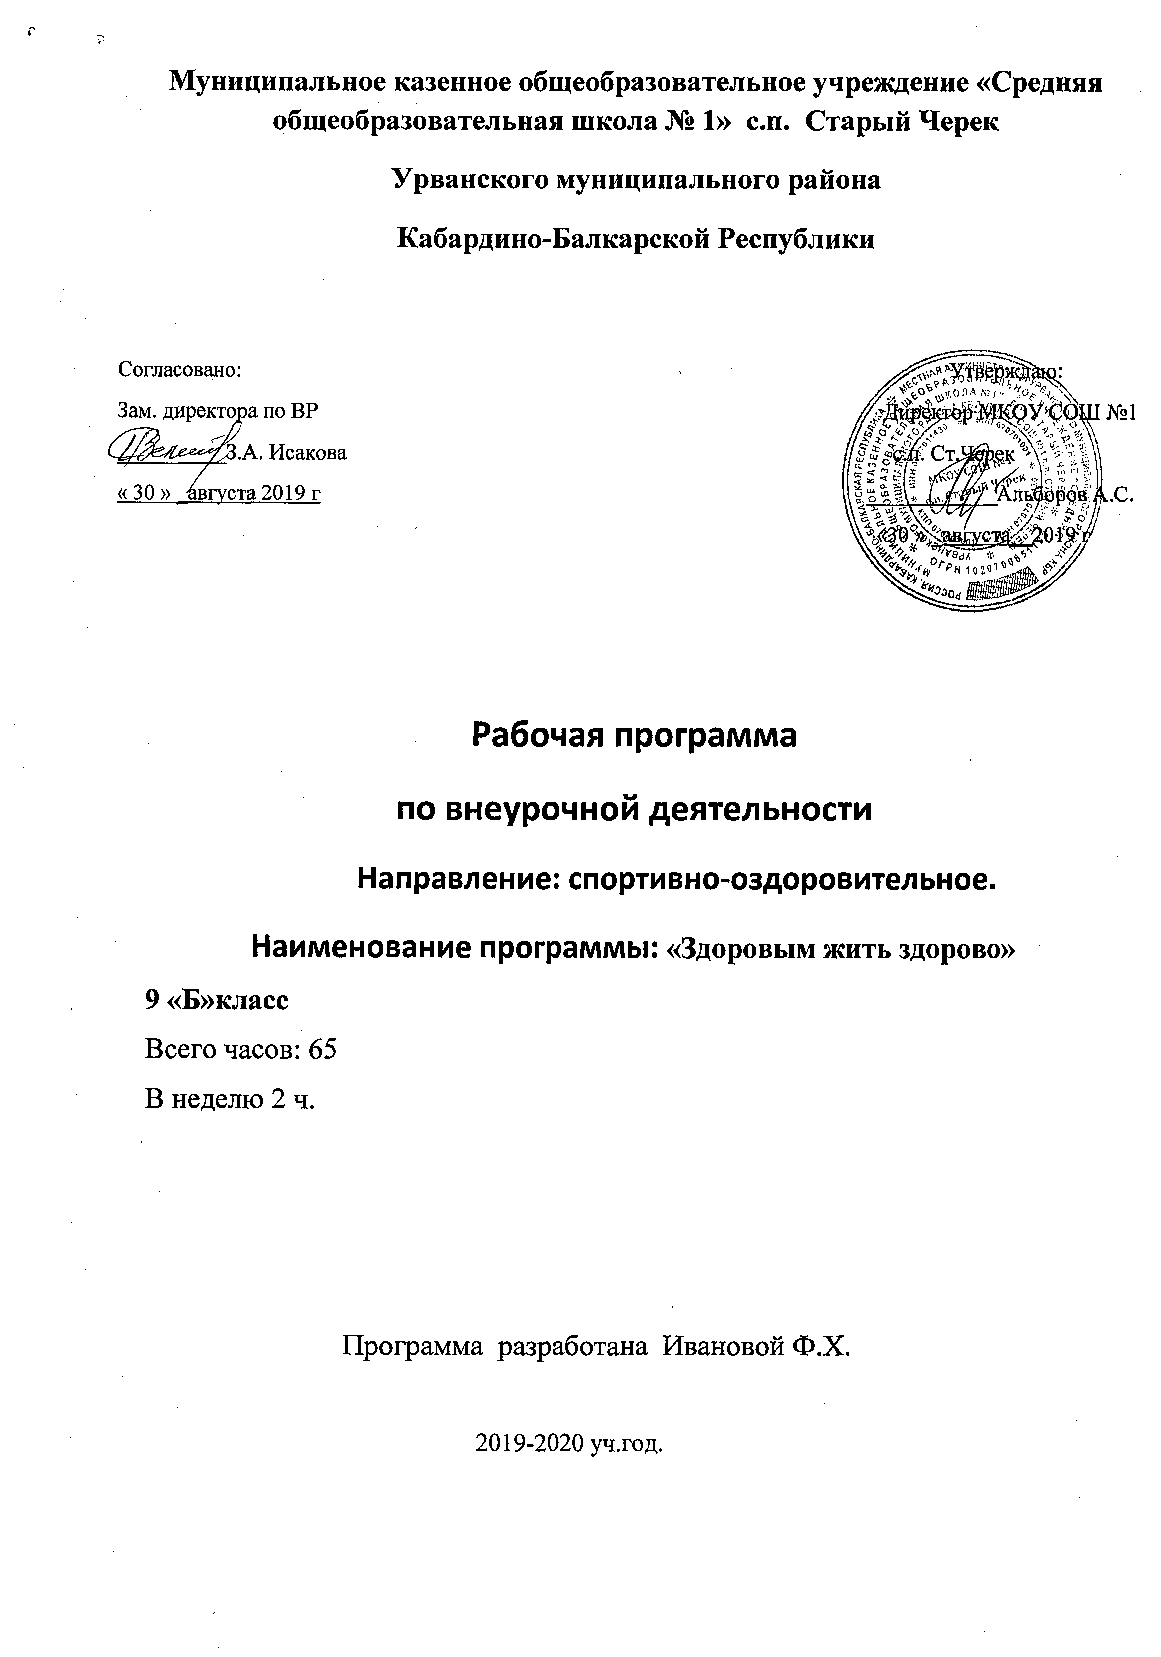 Муниципальное казенное общеобразовательное учреждение «Средняя
общеобразовательная школа № 1» с.п. Старый Черек
Урванского муниципального района
Кабардино-Балкарской Республики
Согласовано:
Зам. директора по ВР
З.А. Исакова
« 30 » _августа 2019 г
Утверждаю:
Директор МКОУ СОШ №1
с.п. Ст.Черек
Альборов А.С.
«30 » _августа__2019 г
Рабочая программа
по внеурочной деятельности
Направление: спортивно-оздоровительное.
Наименование программы: «Здоровым жить здорово»
9 «Б»класс
Всего часов: 65
В неделю 2 ч.
Программа разработана Ивановой Ф.Х.
2019-2020 уч.год.